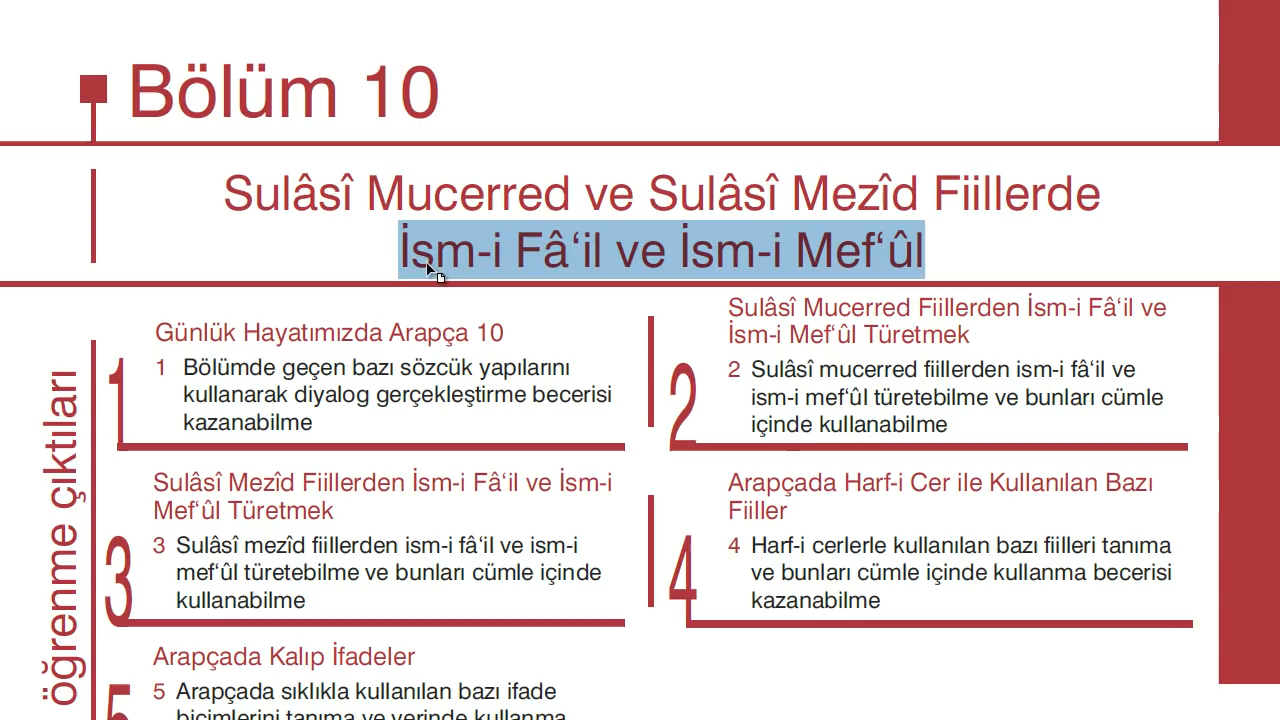 Bölüm 10
Sulâsî Mucerred ve Sulâsî Mezîd Fiillerde
İsm-i Fâ‘il ve İsm-i Mef‘ûl
öğrenme çıktıları
1
Günlük Hayatımızda Arapça 10
1 Bölümde geçen bazı sözcük yapılarını
kullanarak diyalog gerçekleştirme becerisi
kazanabilme
2
Sulâsî Mucerred Fiillerden İsm-i Fâ‘il ve
İsm-i Mef‘ûl Türetmek
2 Sulâsî mucerred fiillerden ism-i fâ‘il ve
ism-i mef‘ûl türetebilme ve bunları cümle
içinde kullanabilme
3
Sulâsî Mezîd Fiillerden İsm-i Fâ‘il ve İsm-i
Mef‘ûl Türetmek
3 Sulâsî mezîd fiillerden ism-i fâ‘il ve ism-i
mef‘ûl türetebilme ve bunları cümle içinde
kullanabilme
4
Arapçada Harf-i Cer ile Kullanılan Bazı
Fiiller
4 Harf-i cerlerle kullanılan bazı fiilleri tanıma
ve bunları cümle içinde kullanma becerisi
kazanabilme
5
Arapçada Kalıp İfadeler
5 Arapçada sıklıkla kullanılan bazı ifade
biçimlerini tanıma ve yerinde kullanma